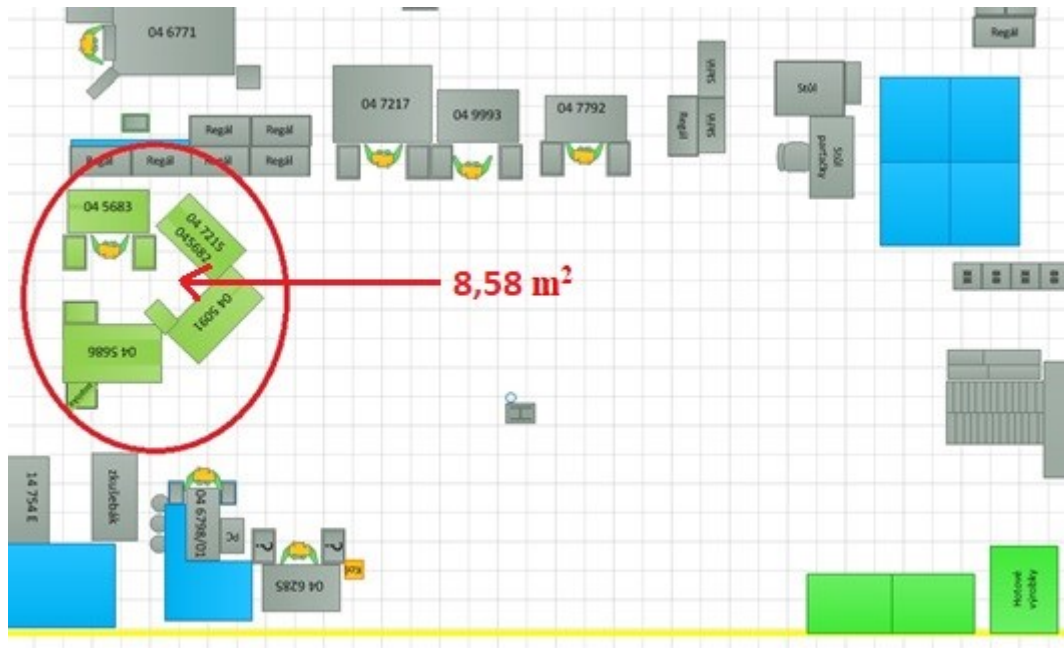 04 6771
Regál
04 7217
04 9993
04 7792
Skříň
Skříň
Regál
Stůl
Stůl
parťačky
Regál
Regál
Regál
Regál
Regál
Regál
04 5683
04 7215
045682
04 5091
04 5686
8,58 m²
14 754 E
zkušebák
04 6798/01
PC
?
?
04 6285
Koš
Hotové
výrobky